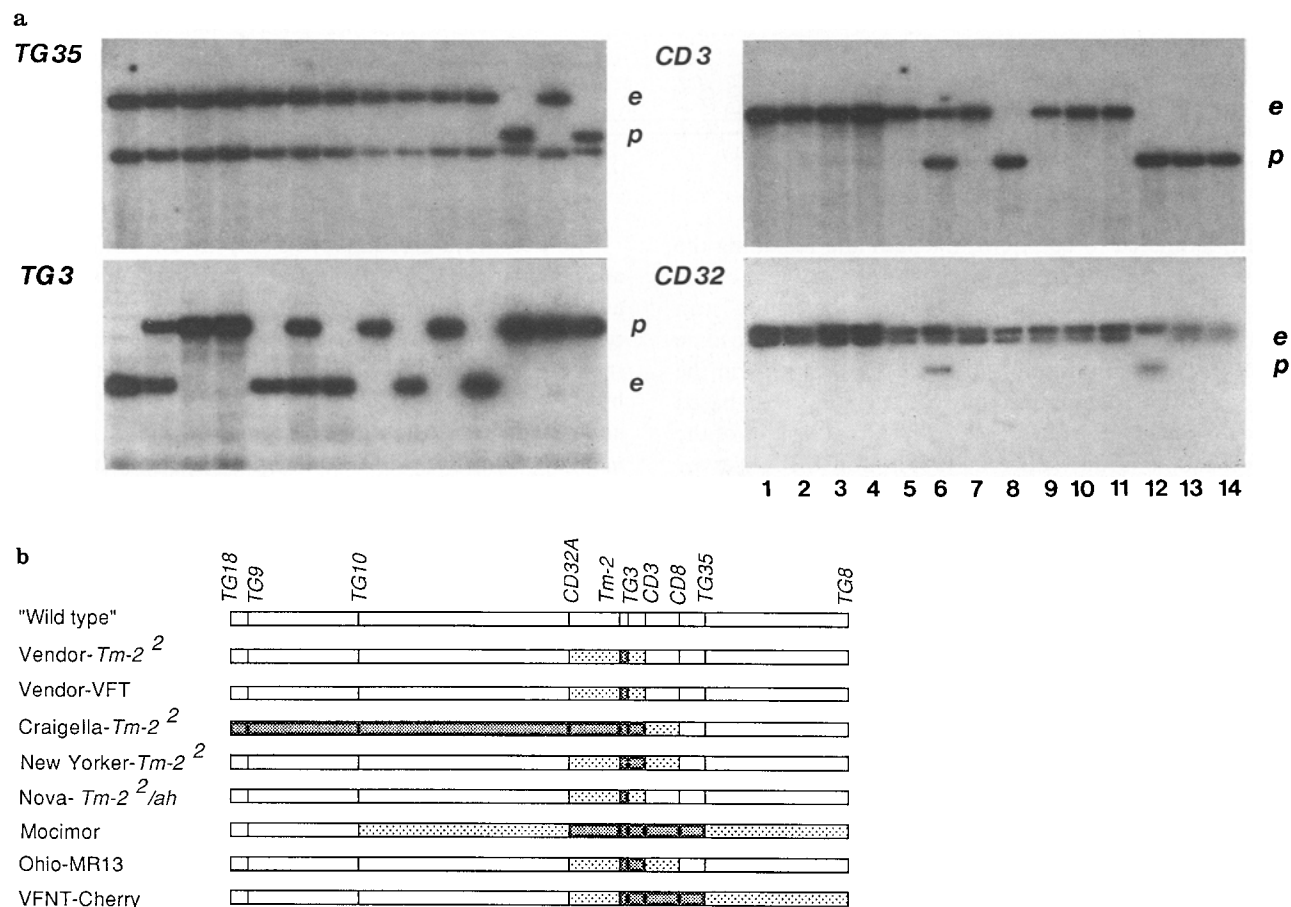 a
TG35
e
p
CD3
e
p
TG3
p
e
CD32
e
p
1 2 3 4 5 6 7 8 9 10 11 12 13 14
b
TG18 TG9 TG10 CD32A Tm-2 TG3 CD3 CD8 TG35 TG8
"Wild type"
Vendor-Tm-2 2
Vendor-VFT
Craigella-Tm-2 2
New Yorker-Tm-2 2
Nova- Tm-2 2/ah
Mocimor
Ohio-MR13
VFNT-Cherry